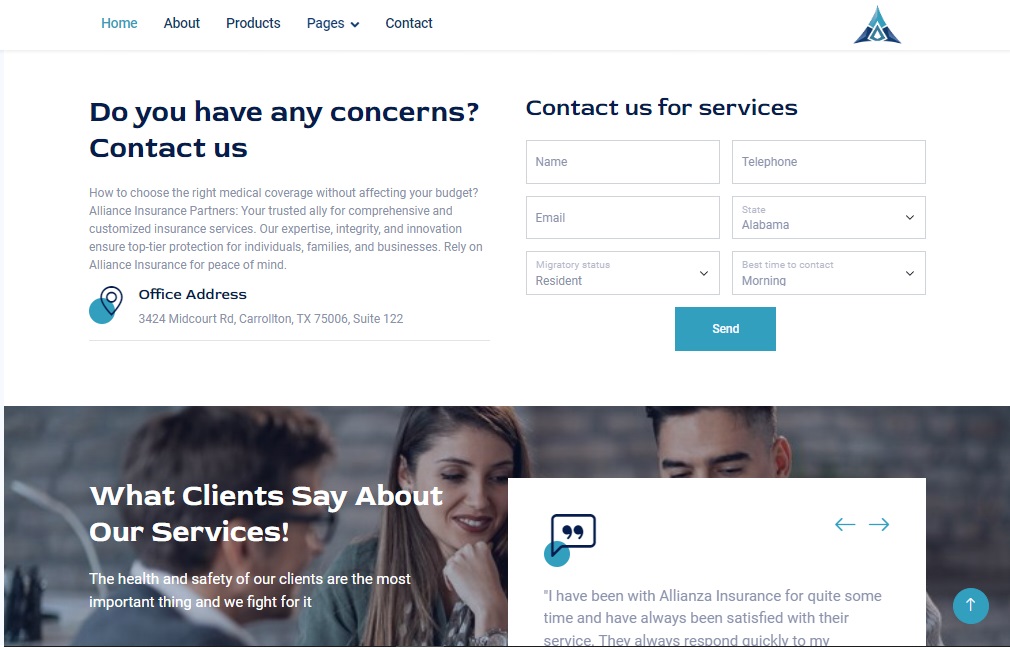 Home About Products Pages Contact
Do you have any concerns?
Contact us
How to choose the right medical coverage without affecting your budget?
Alliance Insurance Partners: Your trusted ally for comprehensive and
customized insurance services. Our expertise, integrity, and innovation
ensure top-tier protection for individuals, families, and businesses. Rely on
Alliance Insurance for peace of mind.
Office Address
3424 Midcourt Rd, Carrollton, TX 75006, Suite 122
Contact us for services
Name
Telephone
Email
State
Alabama
Migratory status
Resident
Best time to contact
Morning
Send
What Clients Say About
Our Services!
The health and safety of our clients are the most
important thing and we fight for it
"I have been with Allianza Insurance for quite some
time and have always been satisfied with their
service. They always respond quickly to my